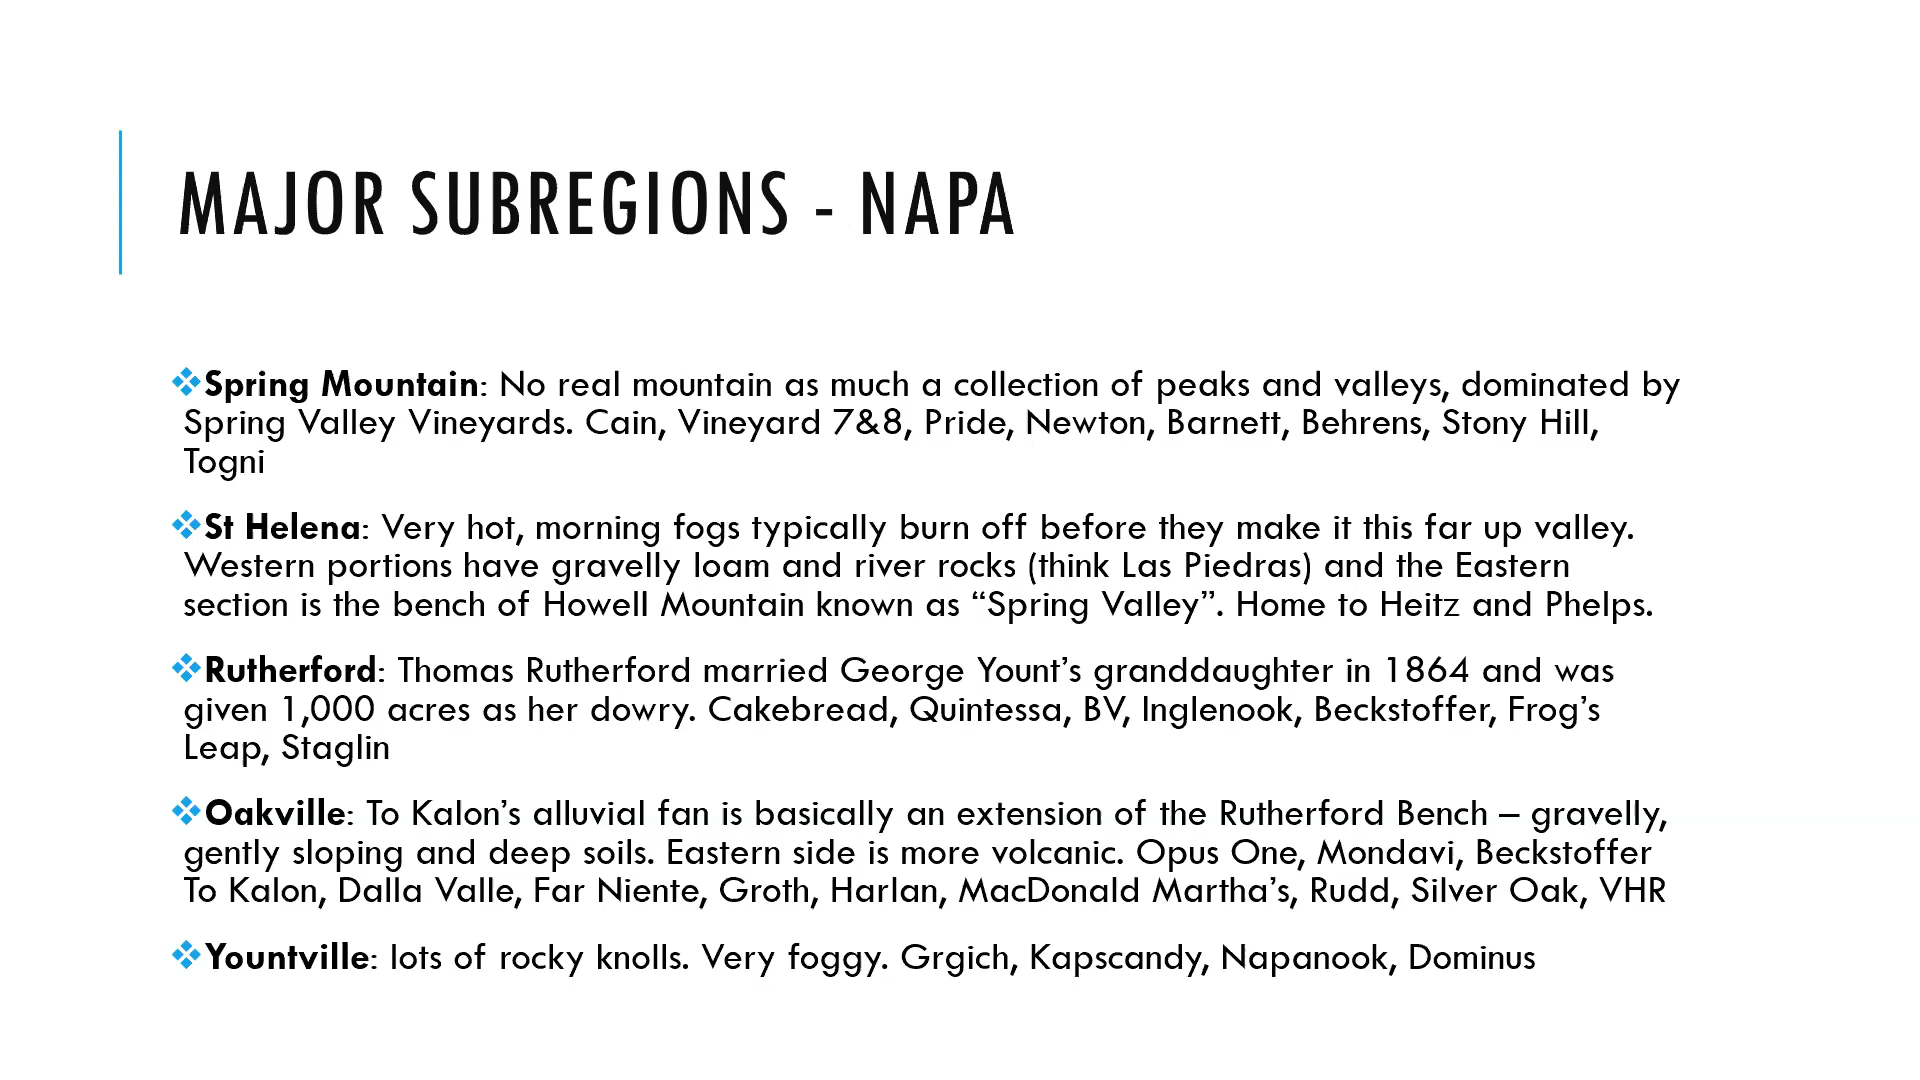 MAJOR SUBREGIONS - NAPA
❖Spring Mountain: No real mountain as much a collection of peaks and valleys, dominated by
Spring Valley Vineyards. Cain, Vineyard 7&8, Pride, Newton, Barnett, Behrens, Stony Hill,
Togni
❖St Helena: Very hot, morning fogs typically burn off before they make it this far up valley.
Western portions have gravelly loam and river rocks (think Las Piedras) and the Eastern
section is the bench of Howell Mountain known as “Spring Valley”. Home to Heitz and Phelps.
❖Rutherford: Thomas Rutherford married George Yount’s granddaughter in 1864 and was
given 1,000 acres as her dowry. Cakebread, Quintessa, BV, Inglenook, Beckstoffer, Frog’s
Leap, Staglin
❖Oakville: To Kalon’s alluvial fan is basically an extension of the Rutherford Bench – gravelly,
gently sloping and deep soils. Eastern side is more volcanic. Opus One, Mondavi, Beckstoffer
To Kalon, Dalla Valle, Far Niente, Groth, Harlan, MacDonald Martha’s, Rudd, Silver Oak, VHR
❖Yountville: lots of rocky knolls. Very foggy. Grgich, Kapscandy, Napanook, Dominus